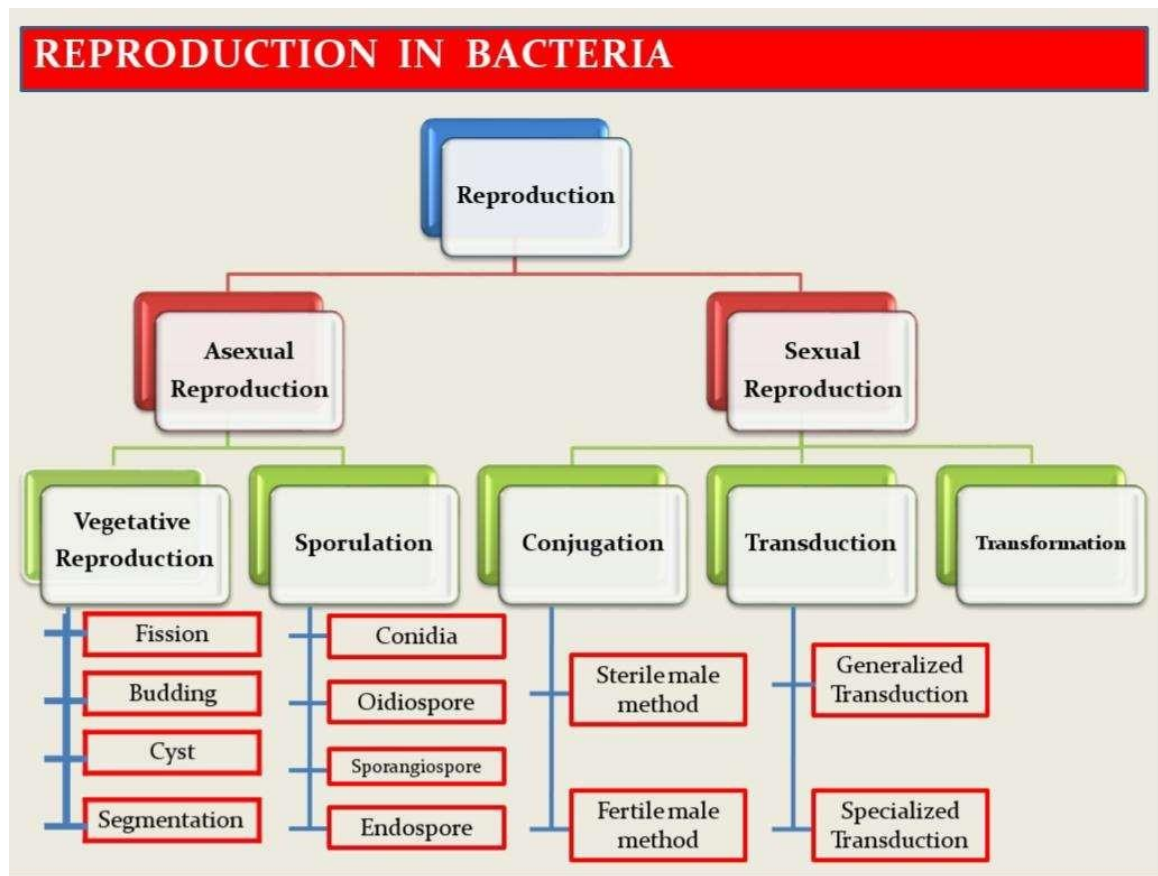 REPRODUCTION IN BACTERIA
Reproduction
Asexual
Reproduction
Sexual
Reproduction
Vegetative
Reproduction
Sporulation
Conjugation
Transduction
Transformation
Fission
Budding
Cyst
Segmentation
Conidia
Oidiospore
Sporangiospore
Endospore
Sterile male
method
Fertile male
method
Generalized
Transduction
Specialized
Transduction